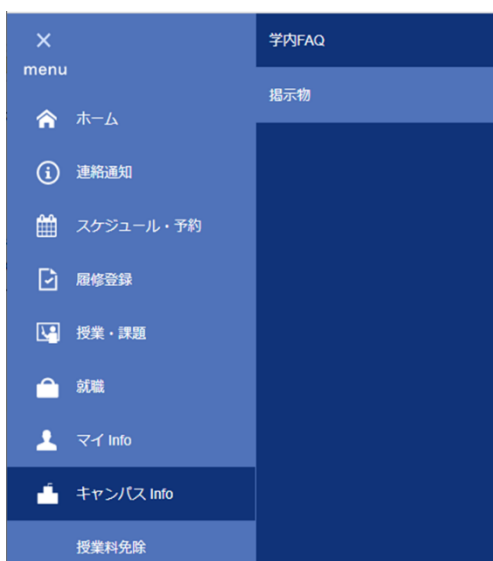 menu
ホーム
連絡通知
スケジュール・予約
履修登録
授業・課題
就職
マイ Info
キャンパス Info
授業料免除
学内FAQ
掲示物